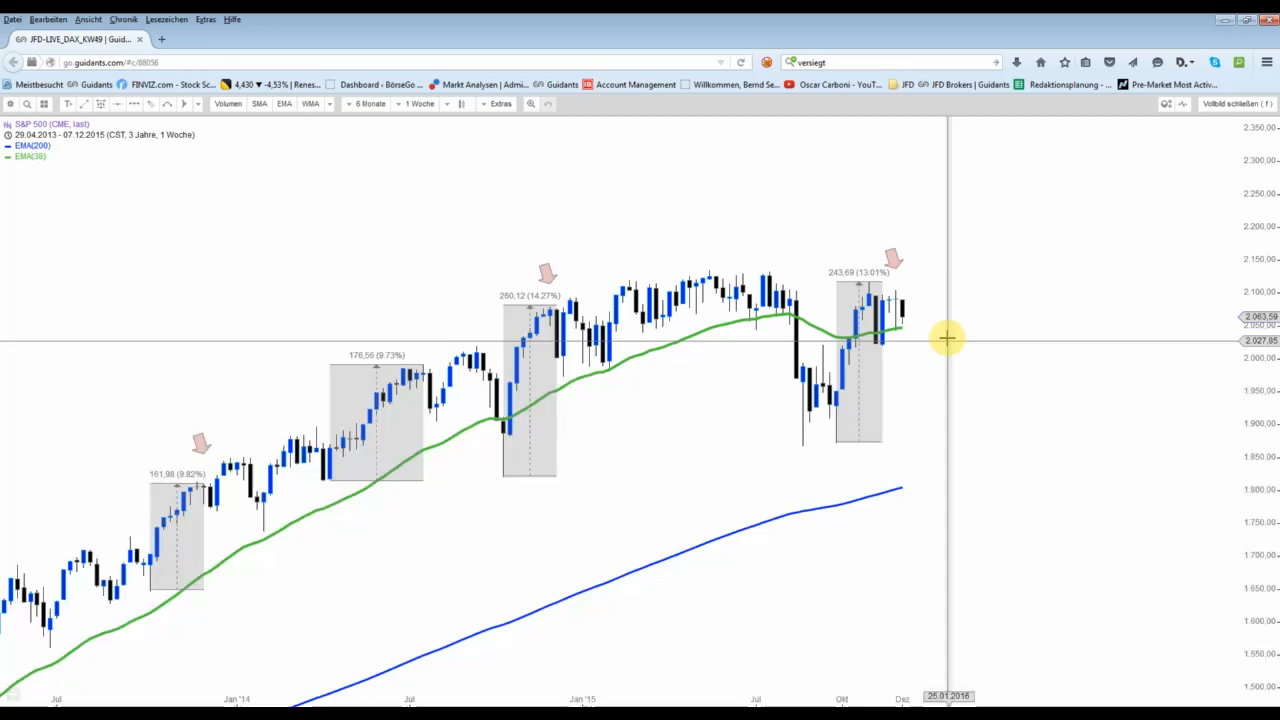 Datei Bearbeiten Ansicht Chronik Lesezeichen Extras Hilfe
JFD-LIVE_DAX_KW49 | Guid...
go.guidants.com/#c/88056
versiegt
Meistbesucht Guidants FINVIZ.com - Stock Sc... 4,430 ▼ -4,53% | Renes... Dashboard - BörseGo ... Markt Analysen | Admi... Guidants Account Management Willkommen, Bernd Se... Oscar Carboni - YouT... JFD JFD Brokers | Guidants Redaktionsplanung - ... Pre-Market Most Activ...
Volumen SMA EMA WMA 6 Monate 1 Woche Extras Vollbild schließen ( f )
S&P 500 (CME, last)
29.04.2013 - 07.12.2015 (CST, 3 Jahre, 1 Woche)
EMA(200)
EMA(38)
2.350,00
2.300,00
2.250,00
2.200,00
2.150,00
243,69 (13.01%)
260,12 (14.27%)
2.100,00
2.063,59
2.050,00
2.027,85
176,56 (9.73%)
2.000,00
1.950,00
1.900,00
1.850,00
161,98 (9.82%)
1.800,00
1.750,00
1.700,00
1.650,00
1.600,00
1.550,00
1.500,00
Jul Jan '14 Jul Jan '15 Jul Okt Dez 25.01.2016